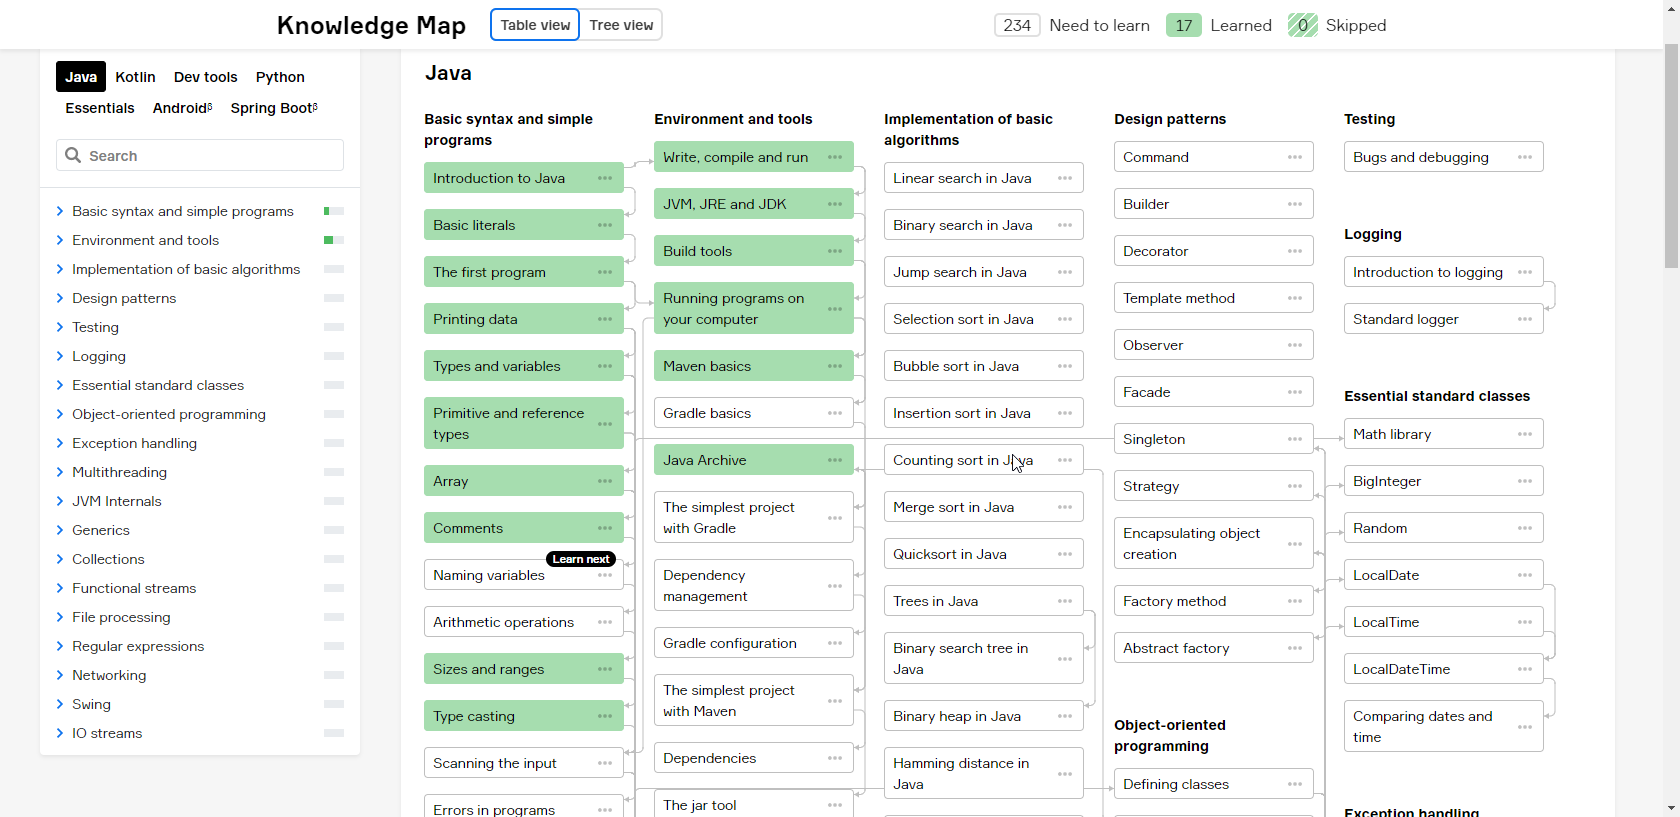 Knowledge Map
Table view
Tree view
234 Need to learn
17 Learned
0 Skipped
Java Kotlin Dev tools Python
Essentials Androidβ Spring Bootβ
Search
Basic syntax and simple programs
Environment and tools
Implementation of basic algorithms
Design patterns
Testing
Logging
Essential standard classes
Object-oriented programming
Exception handling
Multithreading
JVM Internals
Generics
Collections
Functional streams
File processing
Regular expressions
Networking
Swing
IO streams
Java
Basic syntax and simple
programs
Introduction to Java
Basic literals
The first program
Printing data
Types and variables
Primitive and reference
types
Array
Comments
Learn next
Naming variables
Arithmetic operations
Sizes and ranges
Type casting
Scanning the input
Errors in programs
Environment and tools
Write, compile and run
JVM, JRE and JDK
Build tools
Running programs on
your computer
Maven basics
Gradle basics
Java Archive
The simplest project
with Gradle
Dependency
management
Gradle configuration
The simplest project
with Maven
Dependencies
The jar tool
Implementation of basic
algorithms
Linear search in Java
Binary search in Java
Jump search in Java
Selection sort in Java
Bubble sort in Java
Insertion sort in Java
Counting sort in Java
Merge sort in Java
Quicksort in Java
Trees in Java
Binary search tree in
Java
Binary heap in Java
Hamming distance in
Java
Design patterns
Command
Builder
Decorator
Template method
Observer
Facade
Singleton
Strategy
Encapsulating object
creation
Factory method
Abstract factory
Object-oriented
programming
Defining classes
Testing
Bugs and debugging
Logging
Introduction to logging
Standard logger
Essential standard classes
Math library
BigInteger
Random
LocalDate
LocalTime
LocalDateTime
Comparing dates and
time
Exception handling